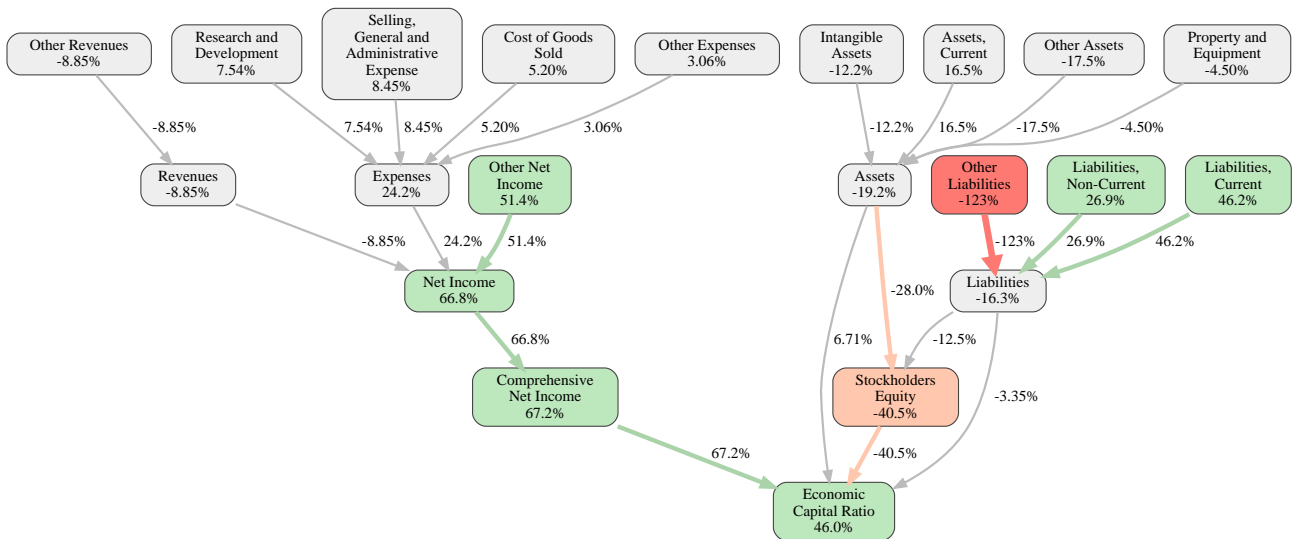 Other Revenues
-8.85%
Research and
Development
7.54%
Selling,
General and
Administrative
Expense
8.45%
Cost of Goods
Sold
5.20%
Other Expenses
3.06%
Intangible
Assets
-12.2%
Assets,
Current
16.5%
Other Assets
-17.5%
Property and
Equipment
-4.50%
-8.85%
7.54%
8.45%
5.20%
3.06%
-12.2%
16.5%
-17.5%
-4.50%
Revenues
-8.85%
Expenses
24.2%
Other Net
Income
51.4%
Assets
-19.2%
Other
Liabilities
-123%
Liabilities,
Non-Current
26.9%
Liabilities,
Current
46.2%
-8.85%
24.2%
51.4%
-123%
26.9%
46.2%
Net Income
66.8%
-28.0%
Liabilities
-16.3%
66.8%
6.71%
-12.5%
Comprehensive
Net Income
67.2%
Stockholders
Equity
-40.5%
-3.35%
67.2%
-40.5%
Economic
Capital Ratio
46.0%